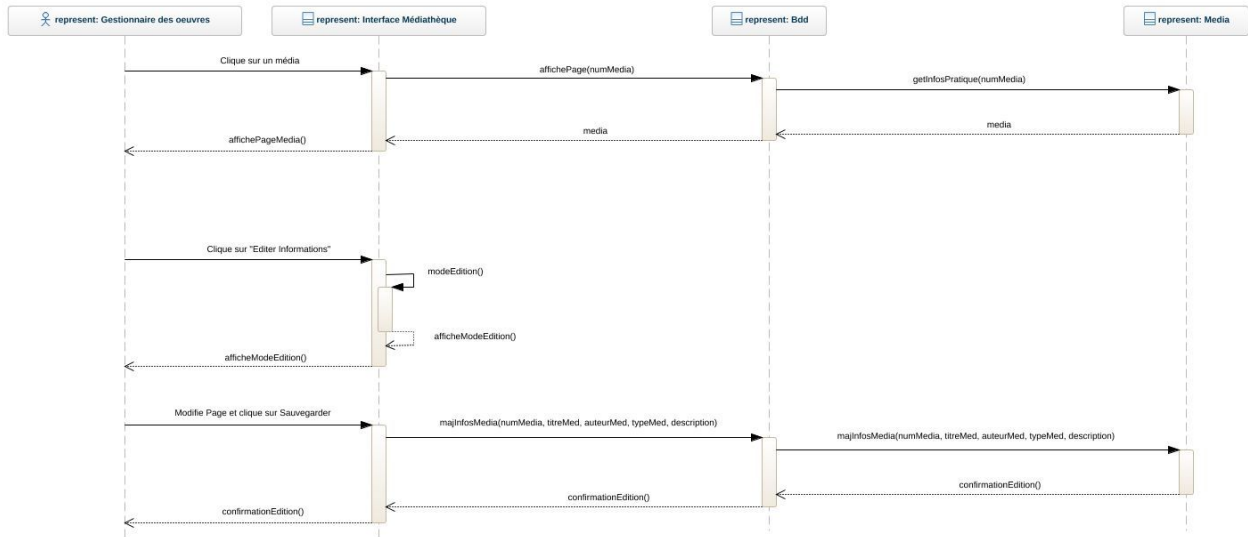 represent: Gestionnaire des oeuvres
represent: Interface Médiathèque
represent: Bdd
represent: Media
Clique sur un média
affichePage(numMedia)
getInfosPratique(numMedia)
media
media
affichePageMedia()
Clique sur "Editer Informations"
modeEdition()
afficheModeEdition()
afficheModeEdition()
Modifie Page et clique sur Sauvegarder
majInfosMedia(numMedia, titreMed, auteurMed, typeMed, description)
majInfosMedia(numMedia, titreMed, auteurMed, typeMed, description)
confirmationEdition()
confirmationEdition()
confirmationEdition()